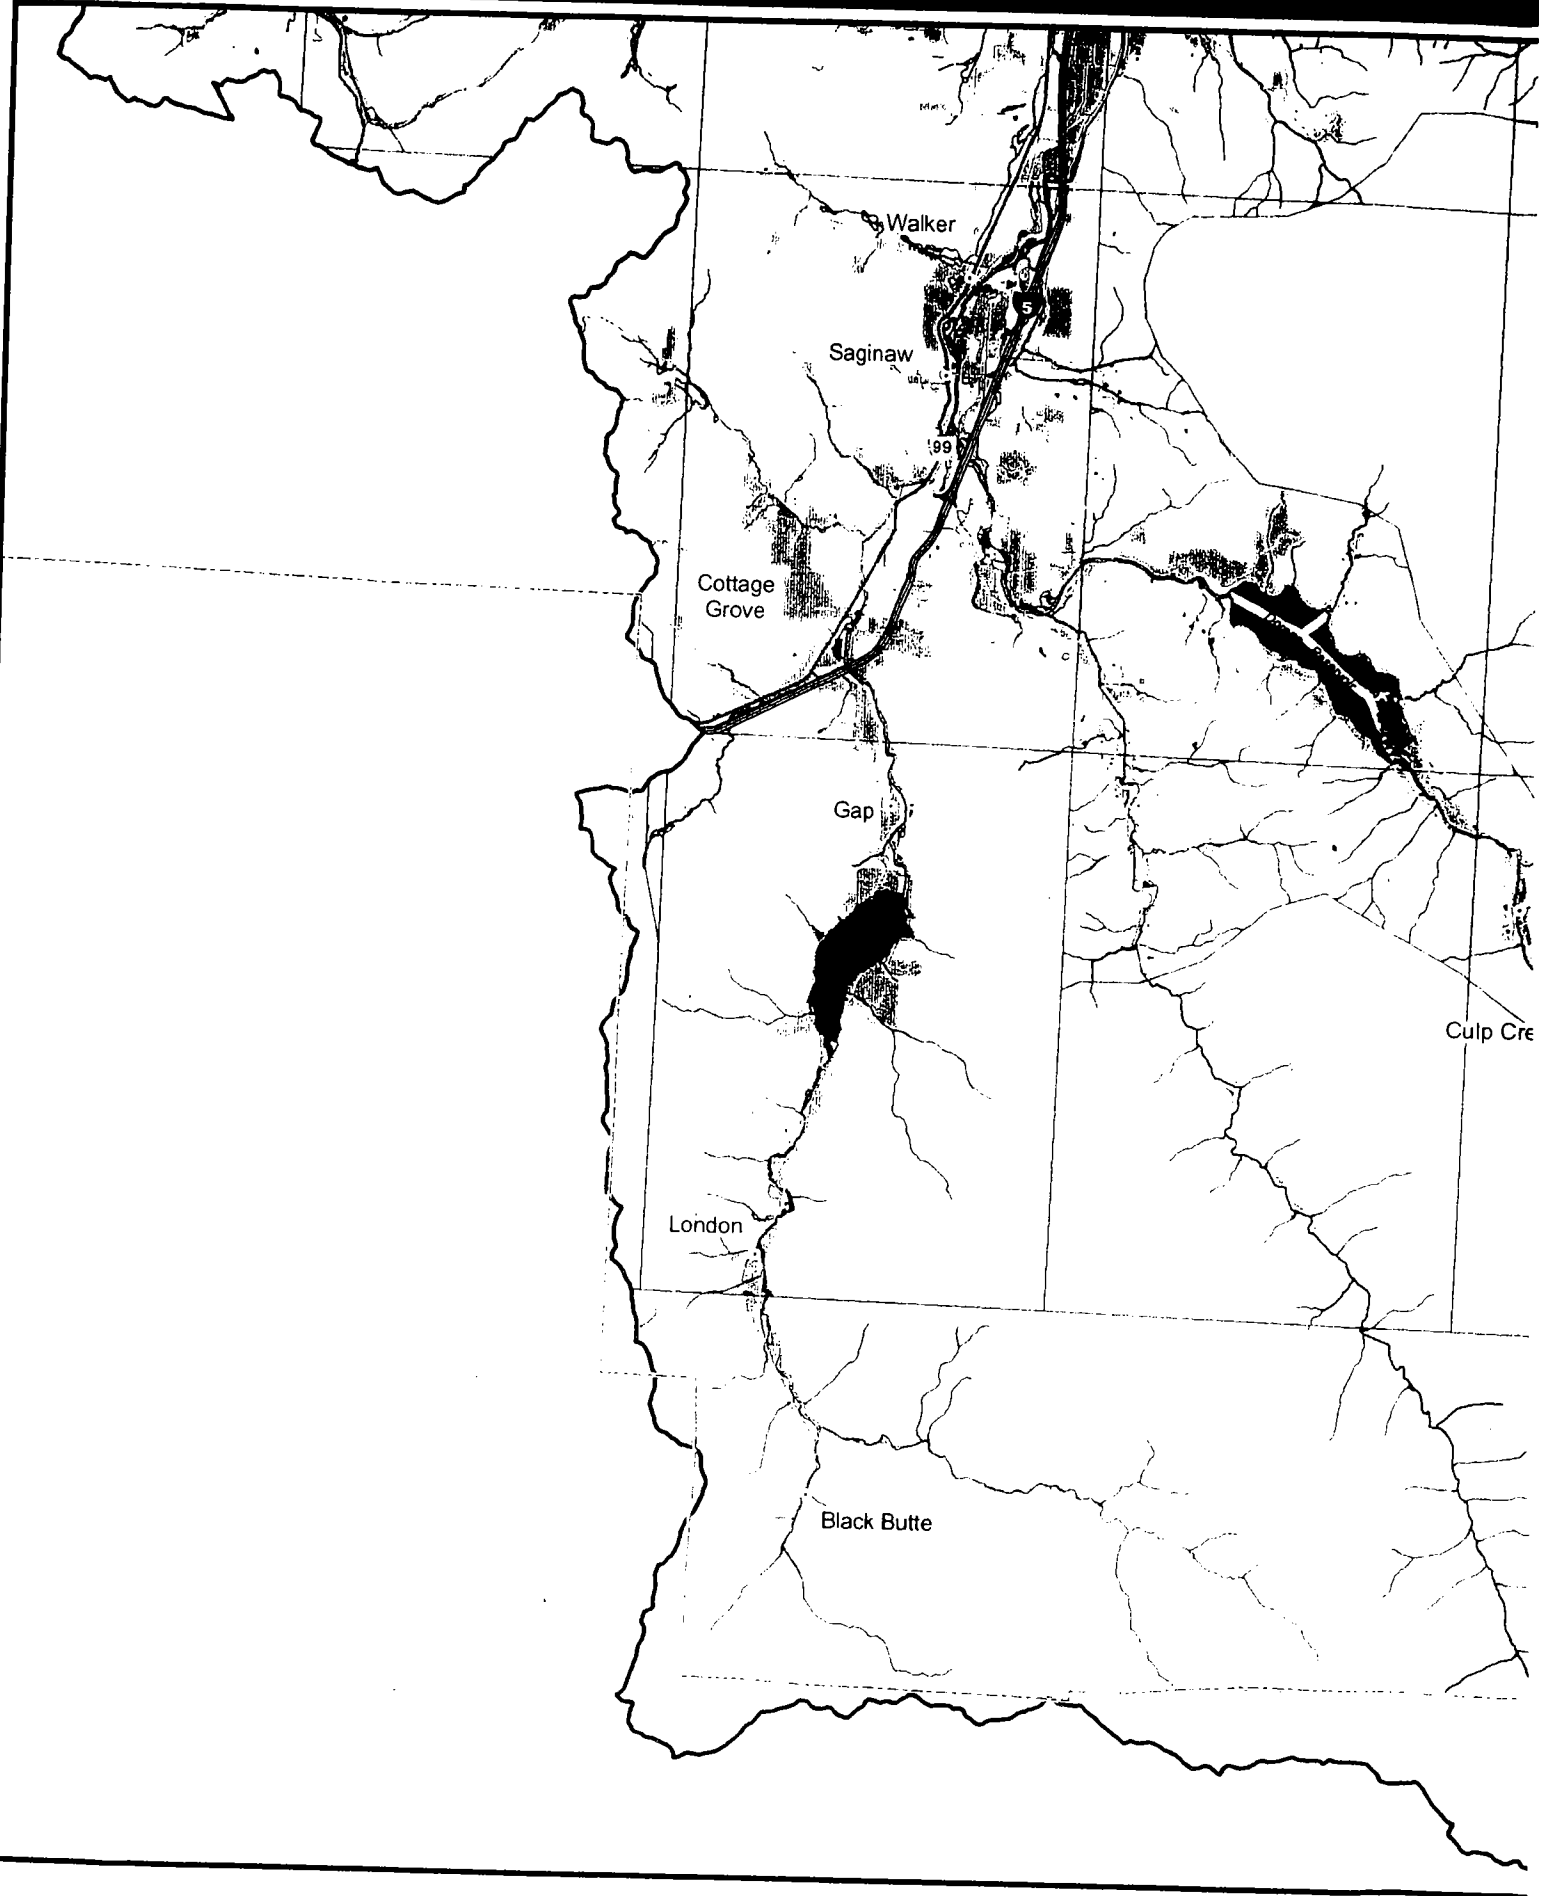 Walker
5
Saginaw
99
Cottage
Grove
Gap
Culp Cre
London
Black Butte